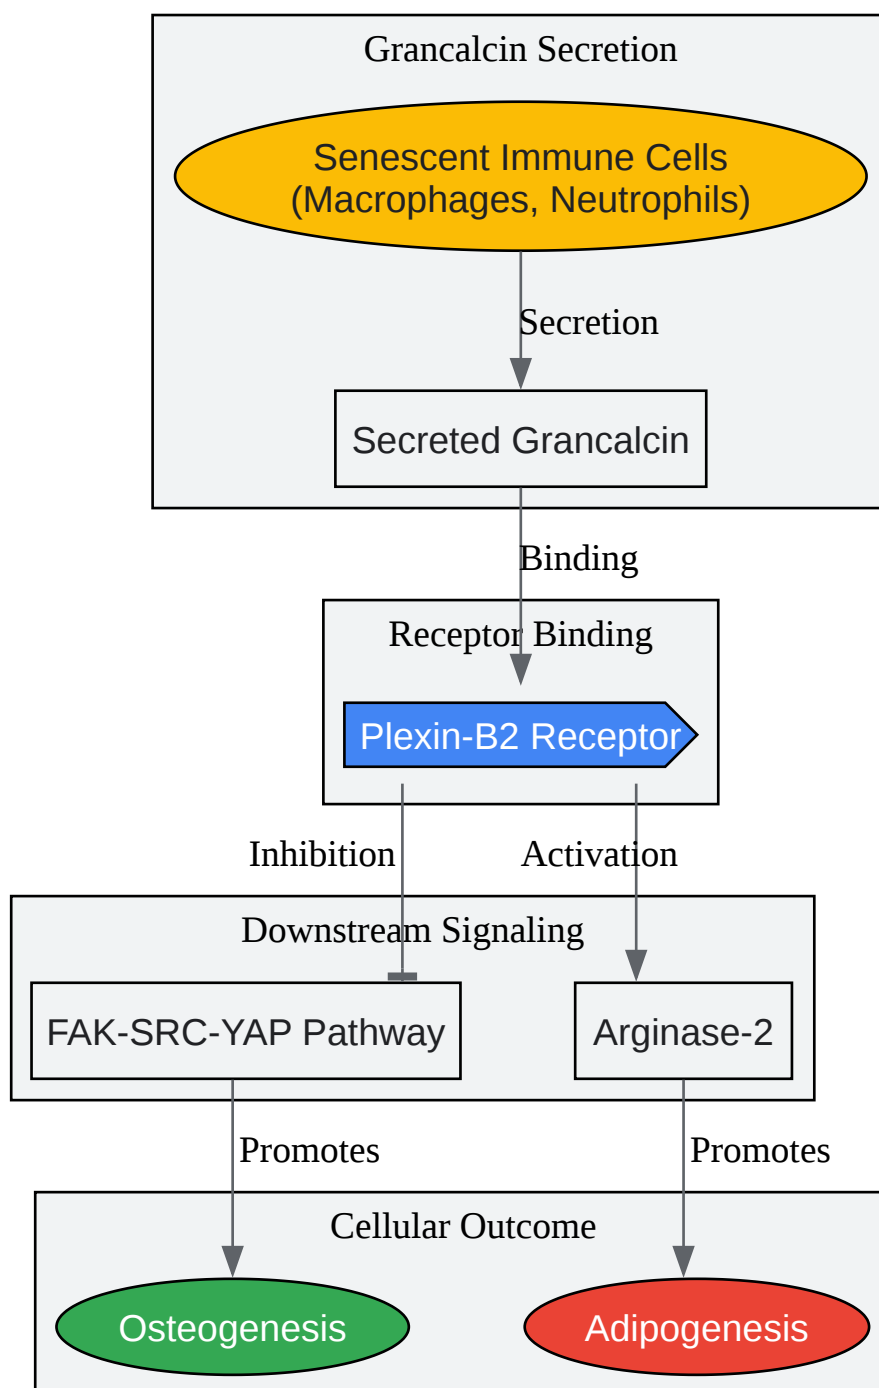 Grancalcin Secretion
Senescent Immune Cells
(Macrophages, Neutrophils)
Secretion
Secreted Grancalcin
Binding
Receptor Binding
Plexin-B2 Receptor
Inhibition
Activation
Downstream Signaling
FAK-SRC-YAP Pathway
Arginase-2
Promotes
Promotes
Cellular Outcome
Osteogenesis
Adipogenesis